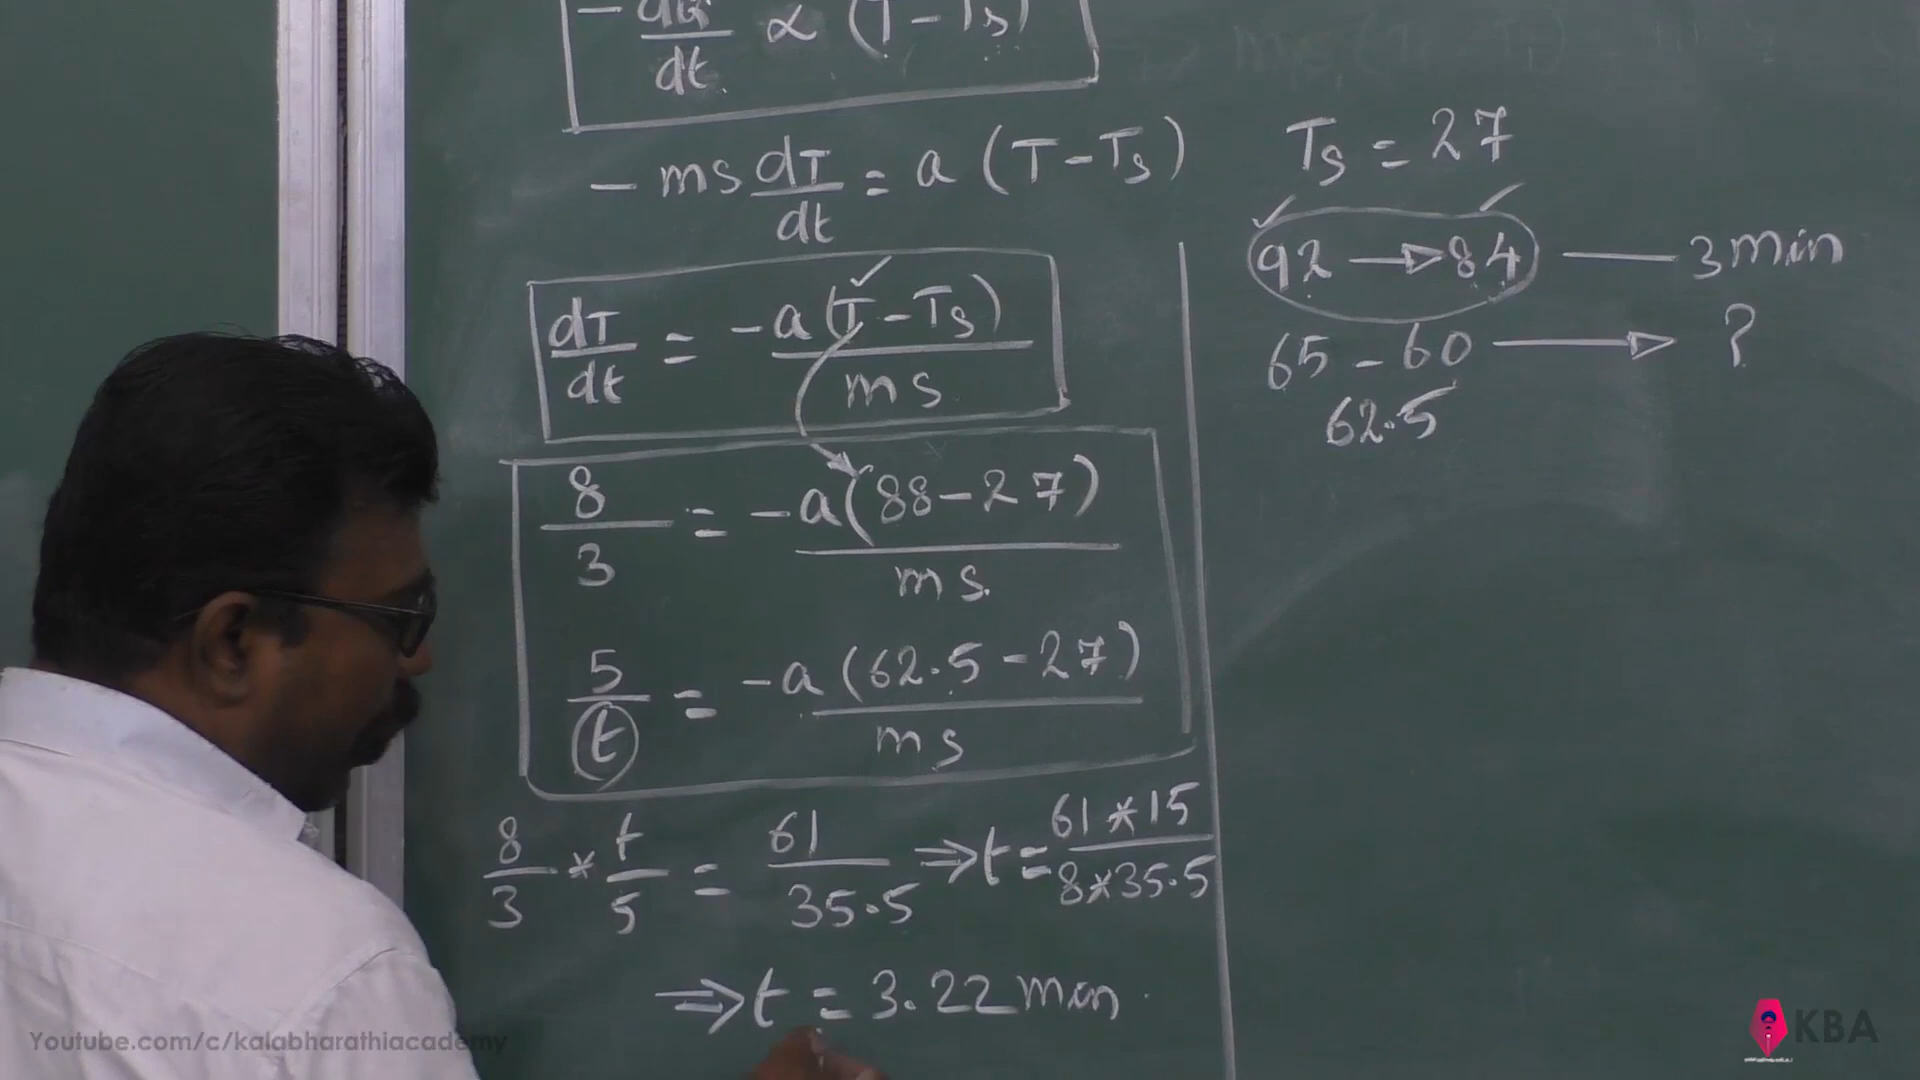 - dQ/dt ∝ (T - Ts)
- ms dT/dt = a (T - Ts)
dT/dt = -a (T - Ts) / ms
8/3 = -a (88 - 27) / ms.
5/t = -a (62.5 - 27) / ms
8/3 * t/5 = 61/35.5 ⇒ t = 61*15 / 8*35.5
⇒ t = 3.22 min
Ts = 27
92 → 84 — 3 min
65 - 60 → ?
62.5
Youtube.com/c/kalabharathiacademy
KBA